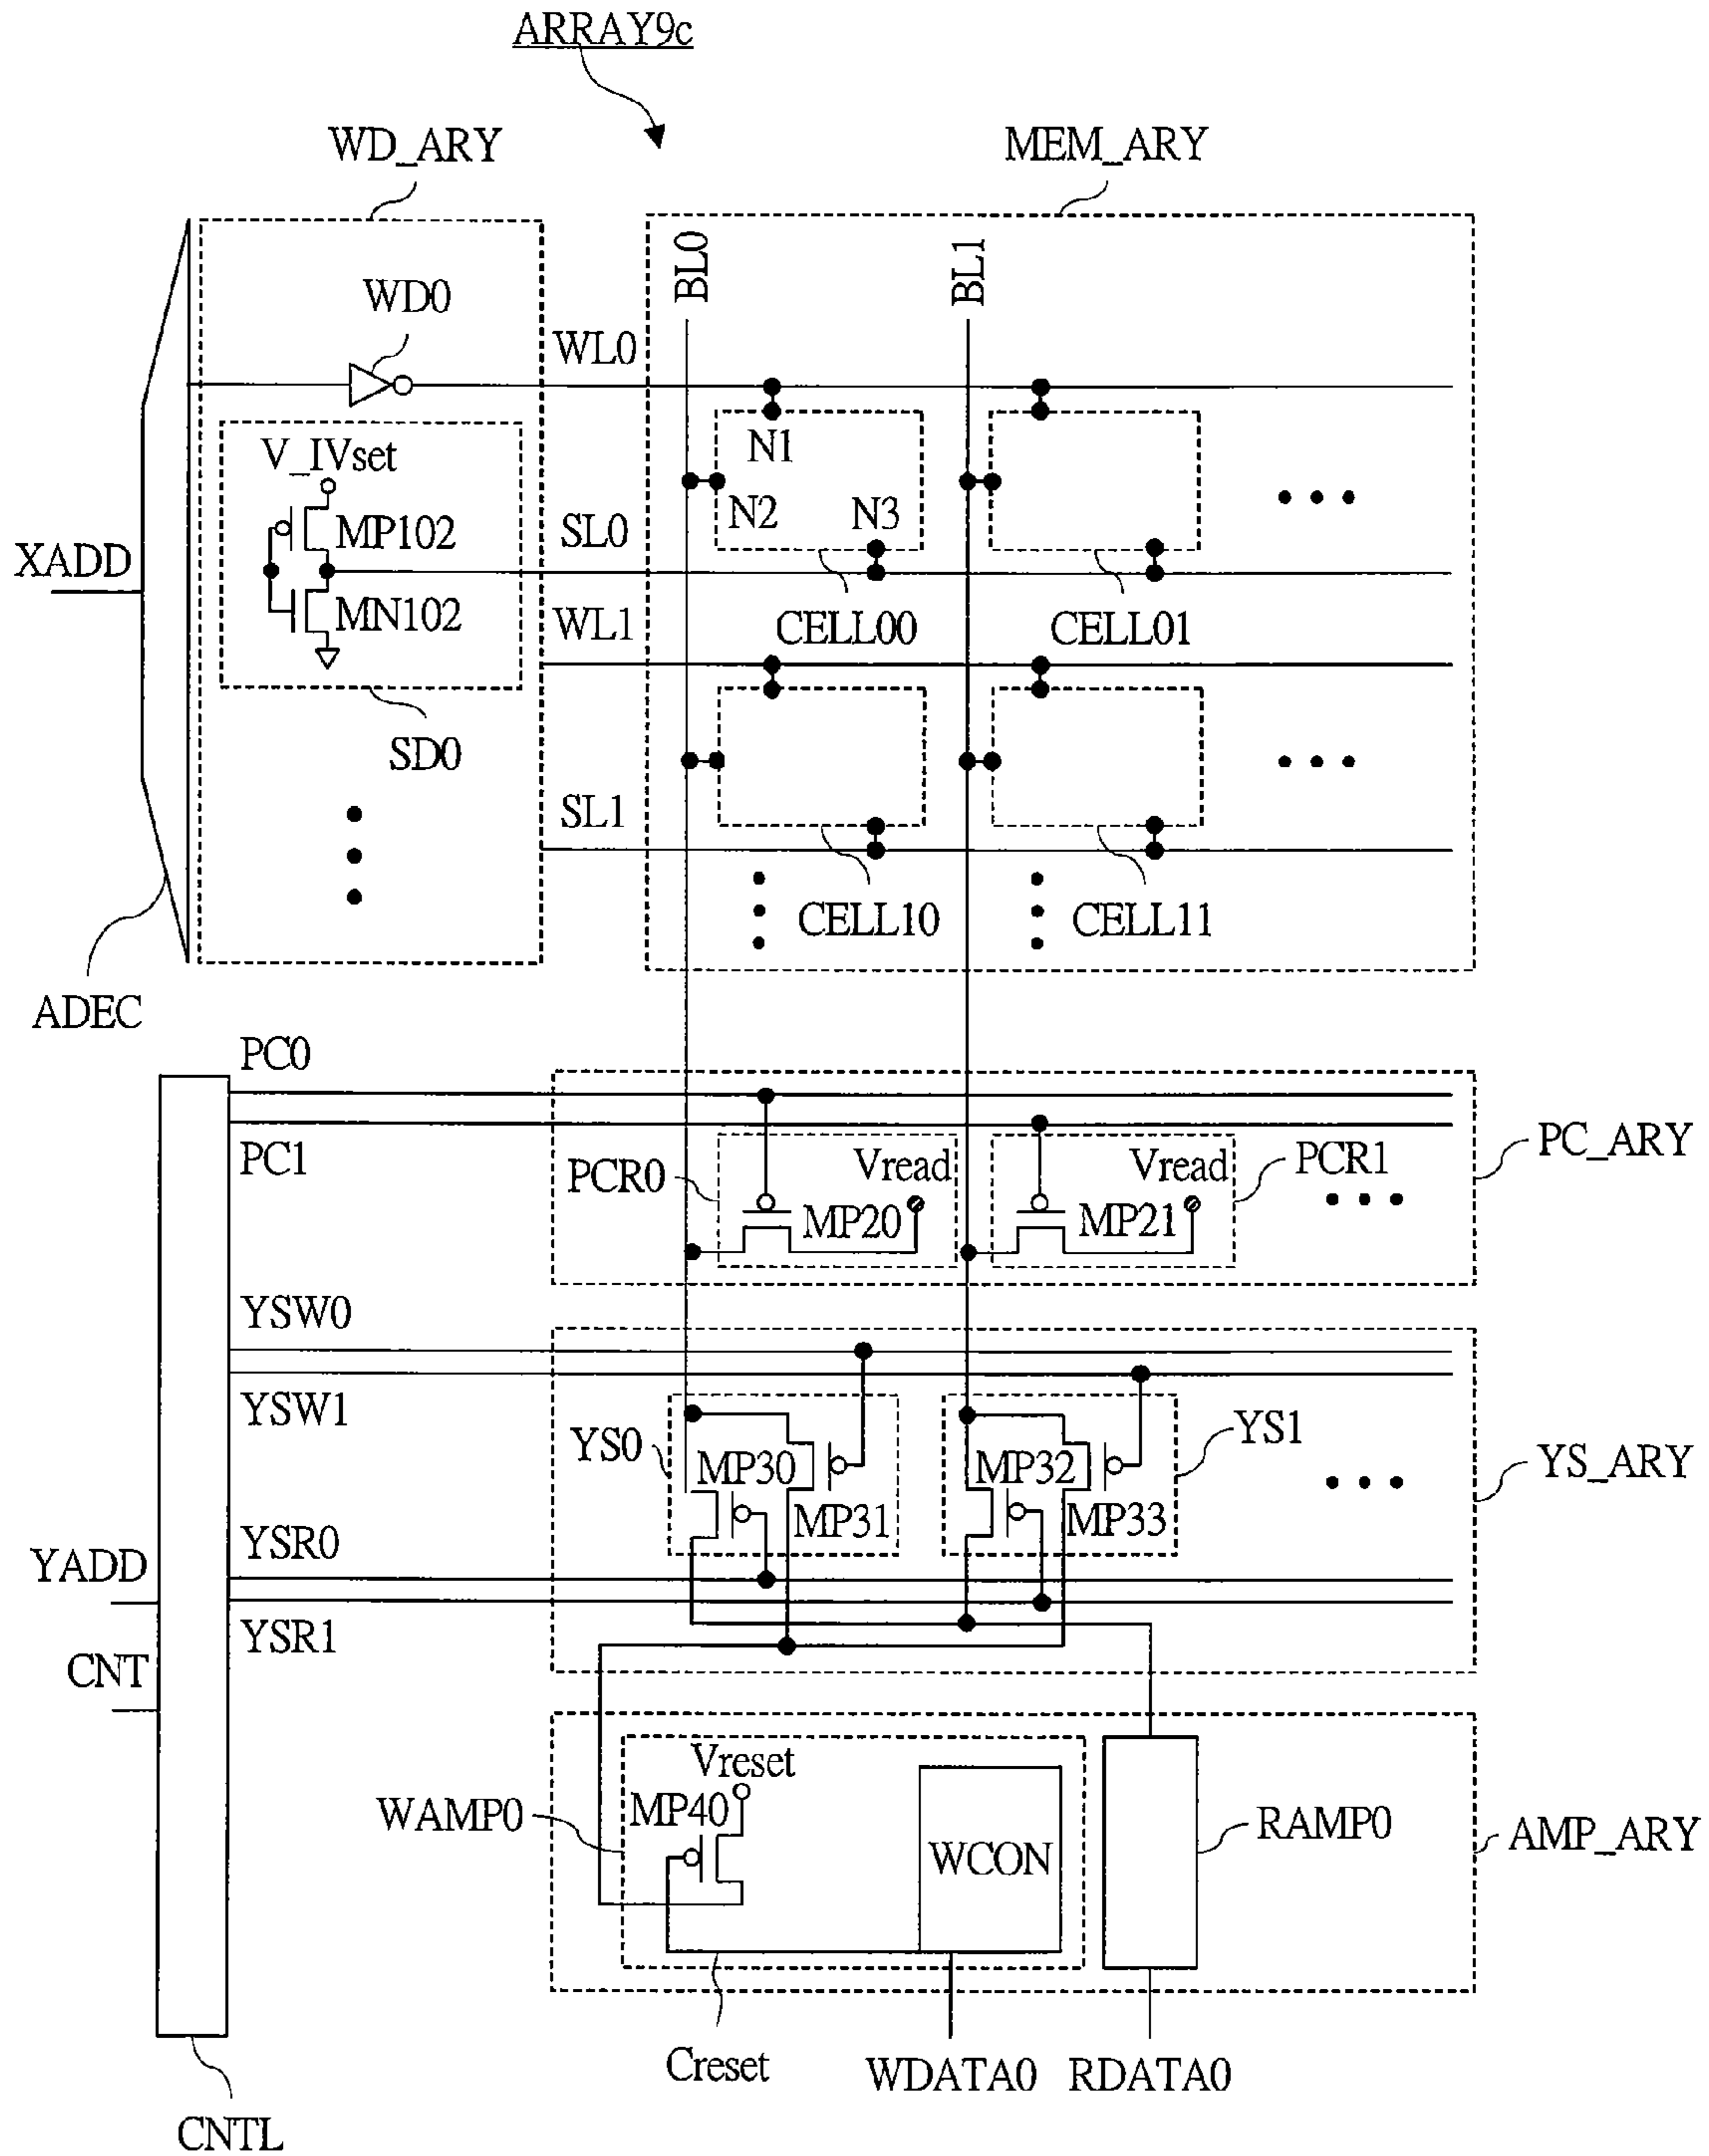 ARRAY9c
WD_ARY
MEM_ARY
BL0
BL1
WD0
WL0
V_IVset
N1
N2
N3
SL0
MP102
XADD
MN102
WL1
CELL00
CELL01
SD0
SL1
CELL10
CELL11
ADEC
PC0
PC1
PC_ARY
PCR0
Vread
MP20
Vread
MP21
PCR1
YSW0
YSW1
YS0
MP30
MP31
MP32
MP33
YS1
YS_ARY
YSR0
YADD
YSR1
CNT
Vreset
MP40
WAMP0
WCON
RAMP0
AMP_ARY
Creset
WDATA0
RDATA0
CNTL